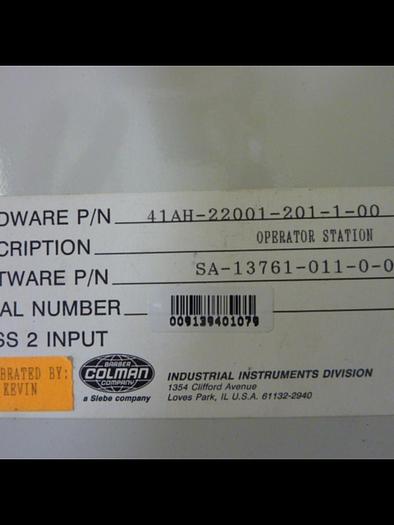 DWARE P/N 41AH-22001-201-1-00
CRIPTION OPERATOR STATION
TWARE P/N SA-13761-011-0-0
AL NUMBER 009139401079
SS 2 INPUT
BRATED BY:
KEVIN
BARBER
COLMAN
COMPANY
a Siebe company
INDUSTRIAL INSTRUMENTS DIVISION
1354 Clifford Avenue
Loves Park, IL U.S.A. 61132-2940